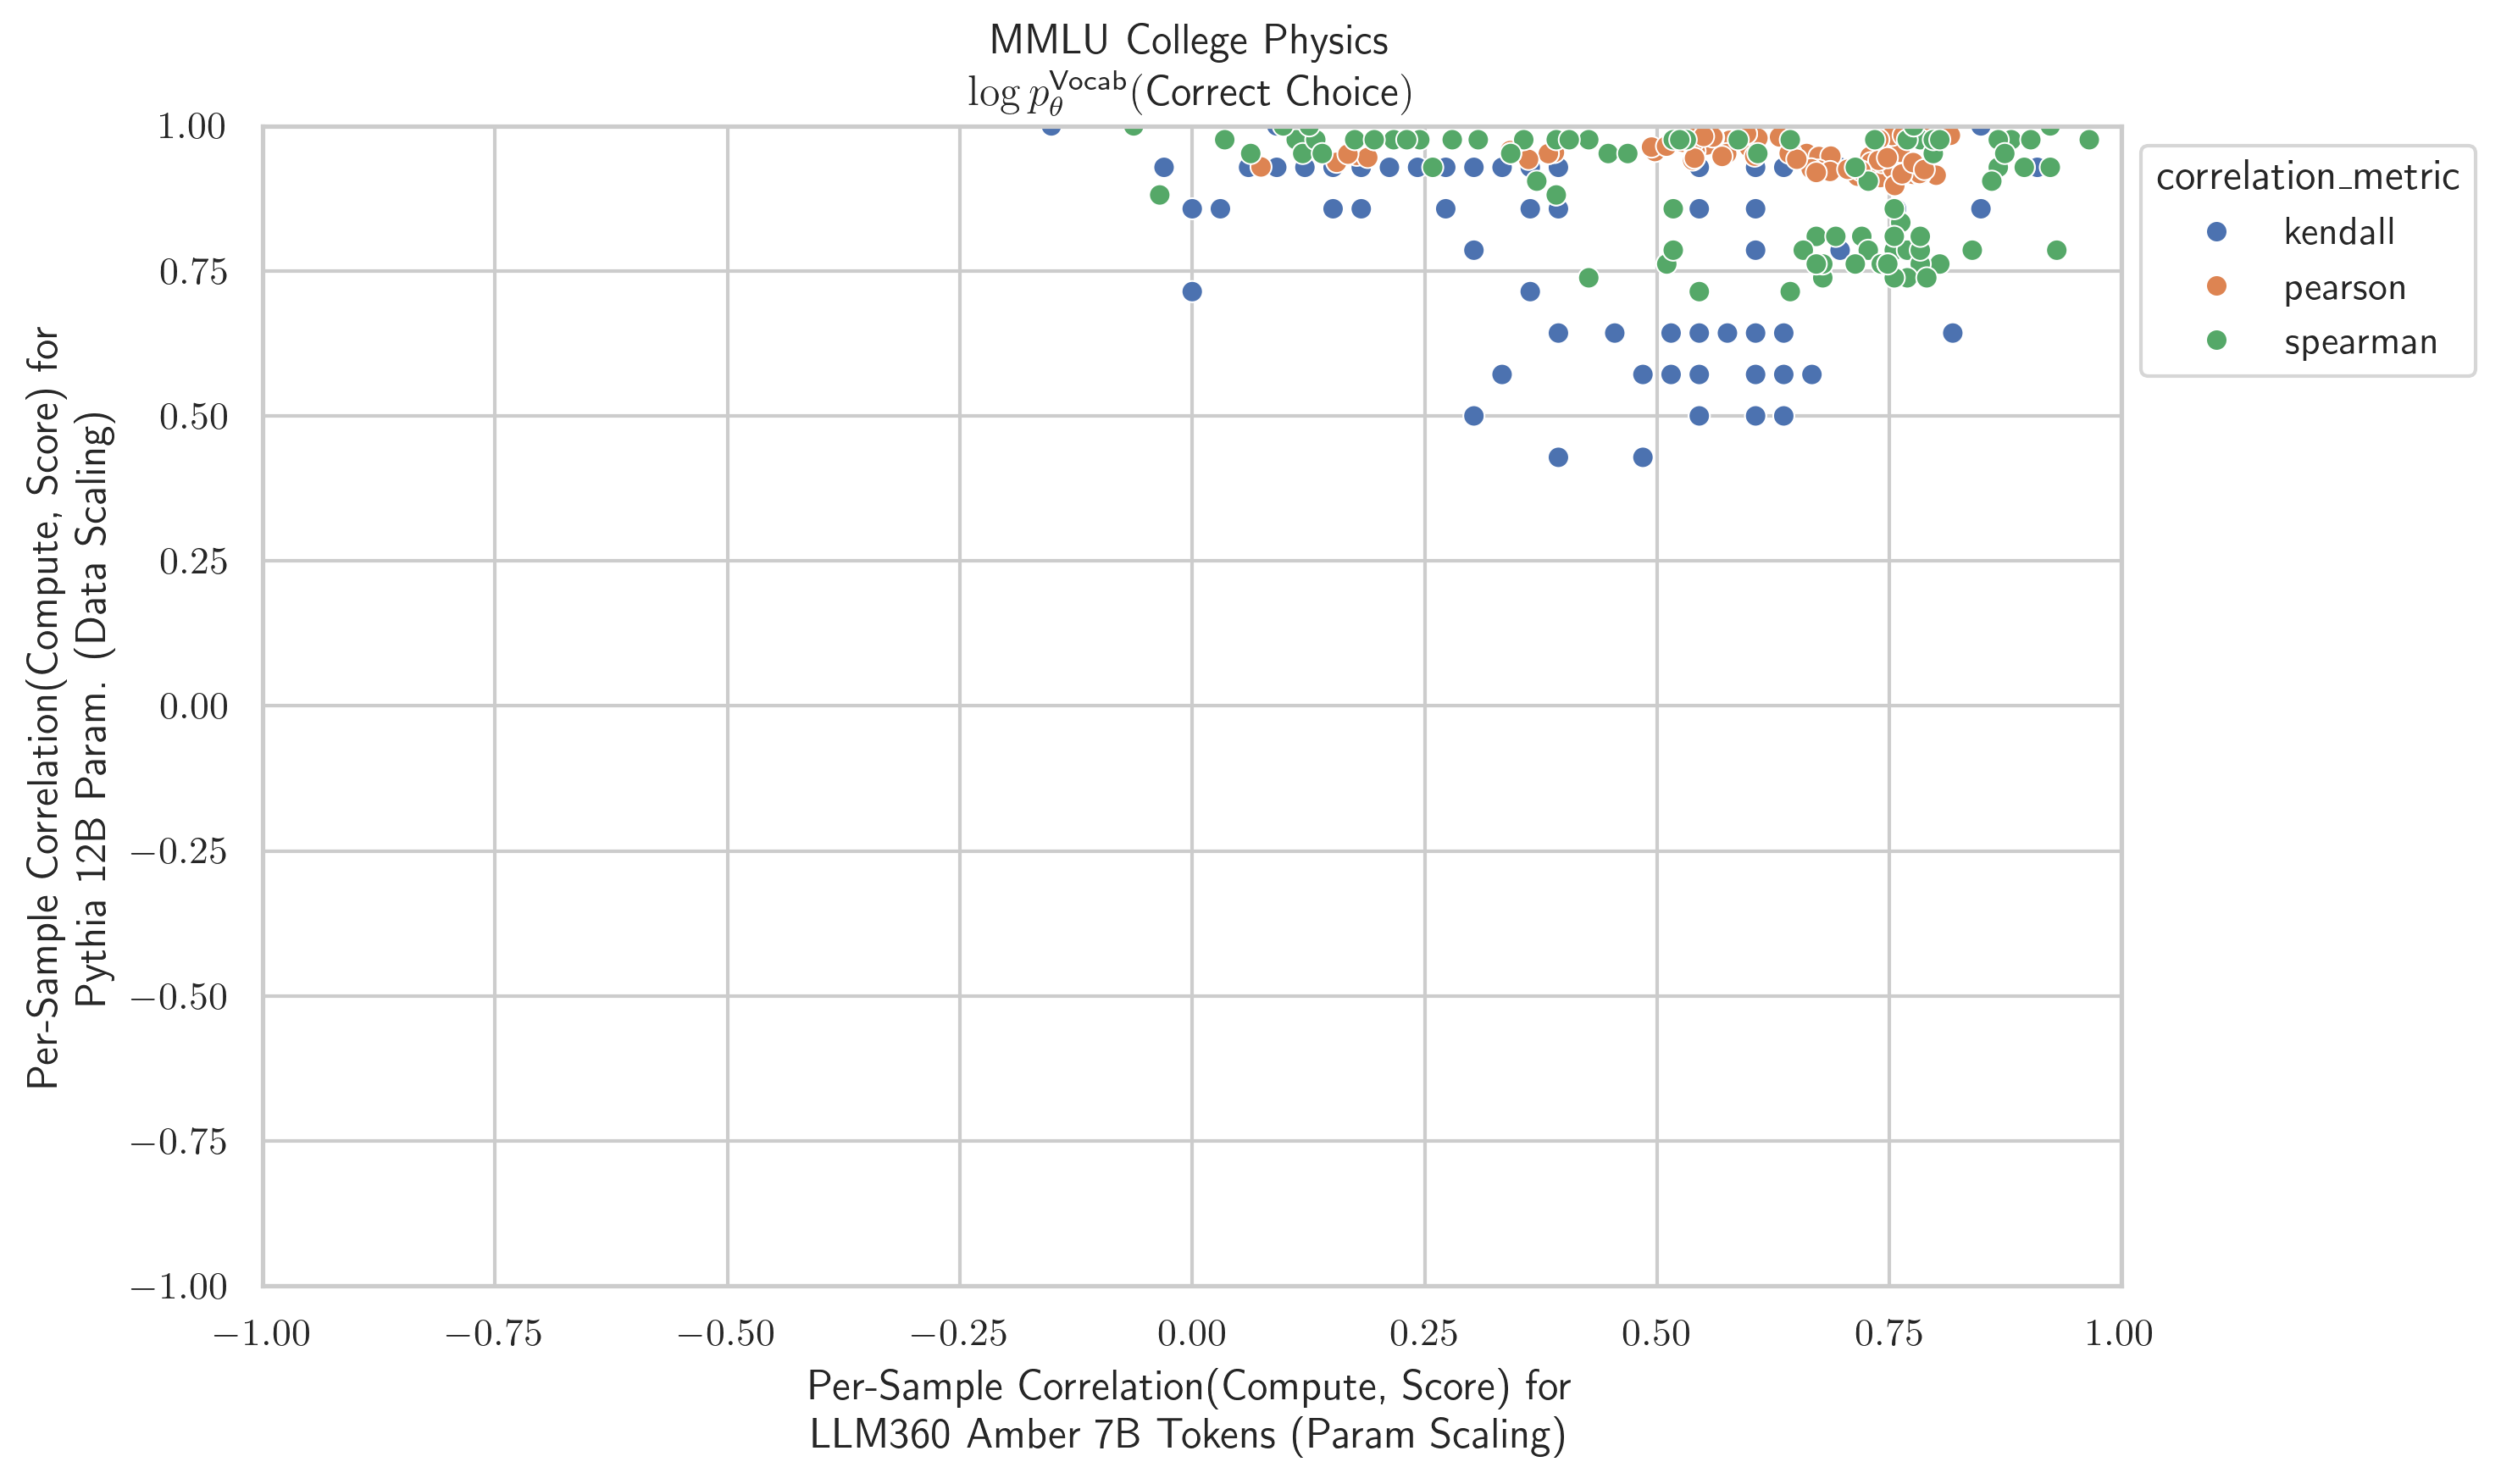 MMLU College Physics
log p_θ^Vocab(Correct Choice)
Per-Sample Correlation(Compute, Score) for
Pythia 12B Param. (Data Scaling)
1.00
0.75
0.50
0.25
0.00
−0.25
−0.50
−0.75
−1.00
−1.00 −0.75 −0.50 −0.25 0.00 0.25 0.50 0.75 1.00
Per-Sample Correlation(Compute, Score) for
LLM360 Amber 7B Tokens (Param Scaling)
correlation_metric
kendall
pearson
spearman